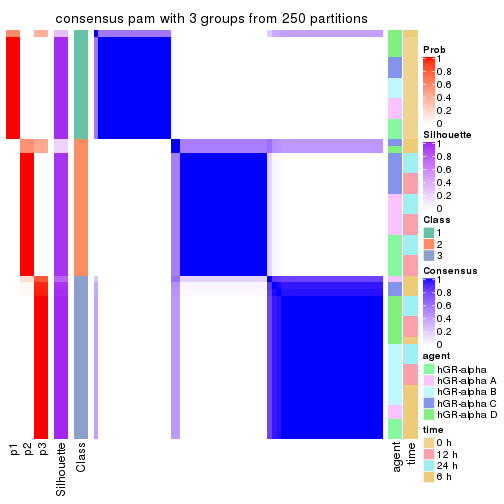 consensus pam with 3 groups from 250 partitions
Prob
1
0.8
0.6
0.4
0.2
0
Silhouette
1
0.8
0.6
0.4
0.2
0
Class
1
2
3
Consensus
1
0.8
0.6
0.4
0.2
0
agent
hGR-alpha
hGR-alpha A
hGR-alpha B
hGR-alpha C
hGR-alpha D
time
0 h
12 h
24 h
6 h
p1
p2
p3
Silhouette
Class
agent
time